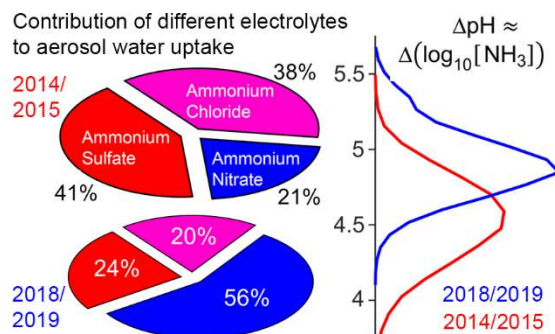 Contribution of different electrolytes
to aerosol water uptake
2014/
2015
38%
Ammonium
Chloride
Ammonium
Sulfate
Ammonium
Nitrate
41%
21%
20%
24%
56%
2018/
2019
ΔpH ≈
Δ(log₁₀[NH₃])
5.5
5
4.5
4
2018/2019
2014/2015